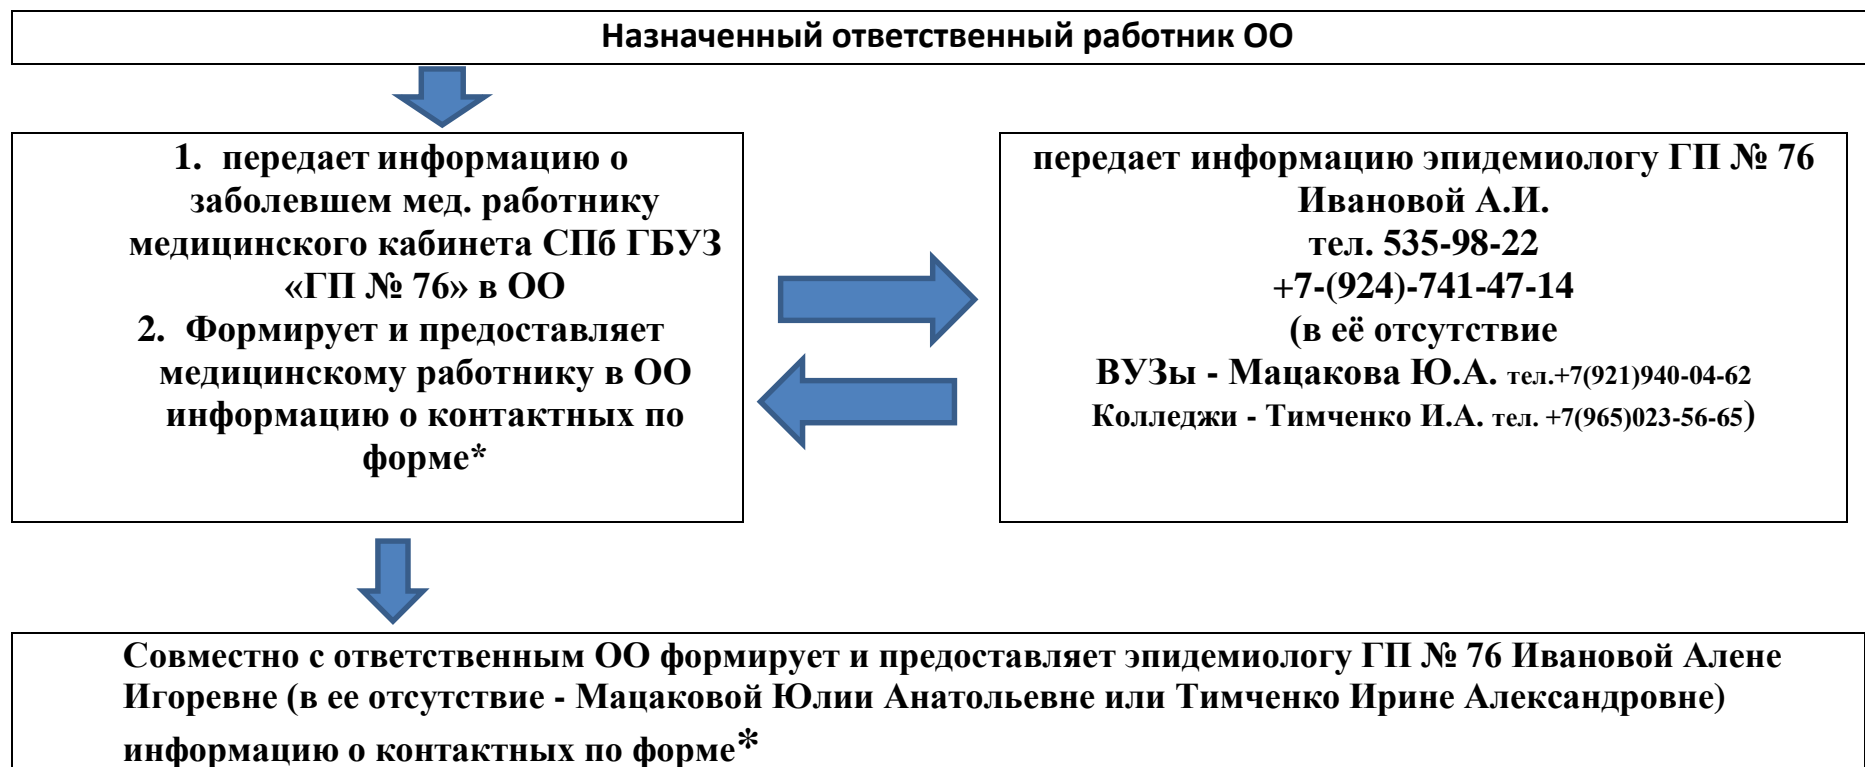 Назначенный ответственный работник ОО
1. передает информацию о
заболевшем мед. работнику
медицинского кабинета СПб ГБУЗ
«ГП № 76» в ОО
2. Формирует и предоставляет
медицинскому работнику в ОО
информацию о контактных по
форме*
передает информацию эпидемиологу ГП № 76
Ивановой А.И.
тел. 535-98-22
+7-(924)-741-47-14
(в её отсутствие
ВУЗы - Мацакова Ю.А. тел.+7(921)940-04-62
Колледжи - Тимченко И.А. тел. +7(965)023-56-65)
Совместно с ответственным ОО формирует и предоставляет эпидемиологу ГП № 76 Ивановой Алене
Игоревне (в ее отсутствие - Мацаковой Юлии Анатольевне или Тимченко Ирине Александровне)
информацию о контактных по форме*